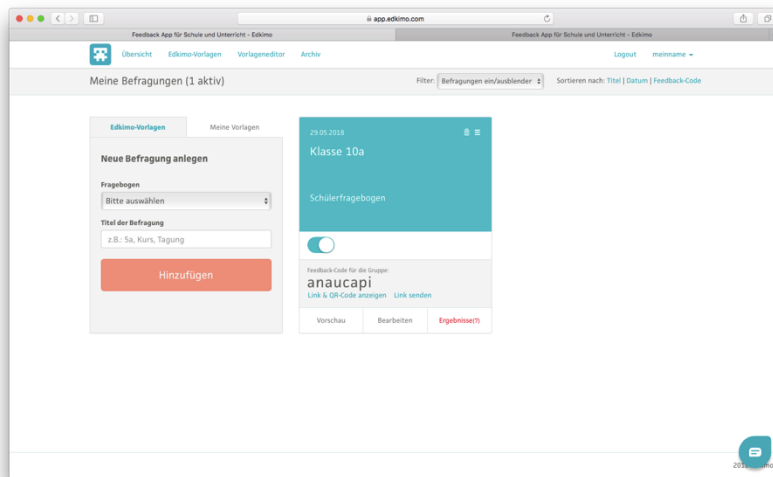 app.edkimo.com
Feedback App für Schule und Unterricht - Edkimo
Feedback App für Schule und Unterricht - Edkimo
Übersicht Edkimo-Vorlagen Vorlageneditor Archiv Logout meinname
Meine Befragungen (1 aktiv) Filter: Befragungen ein/ausblender Sortieren nach: Titel | Datum | Feedback-Code
Edkimo-Vorlagen Meine Vorlagen
Neue Befragung anlegen
Fragebogen
Bitte auswählen
Titel der Befragung
z.B.: 5a, Kurs, Tagung
Hinzufügen
29.05.2018
Klasse 10a
Schülerfragebogen
Feedback-Code für die Gruppe:
anaucapi
Link & QR-Code anzeigen Link senden
Vorschau Bearbeiten Ergebnisse(7)